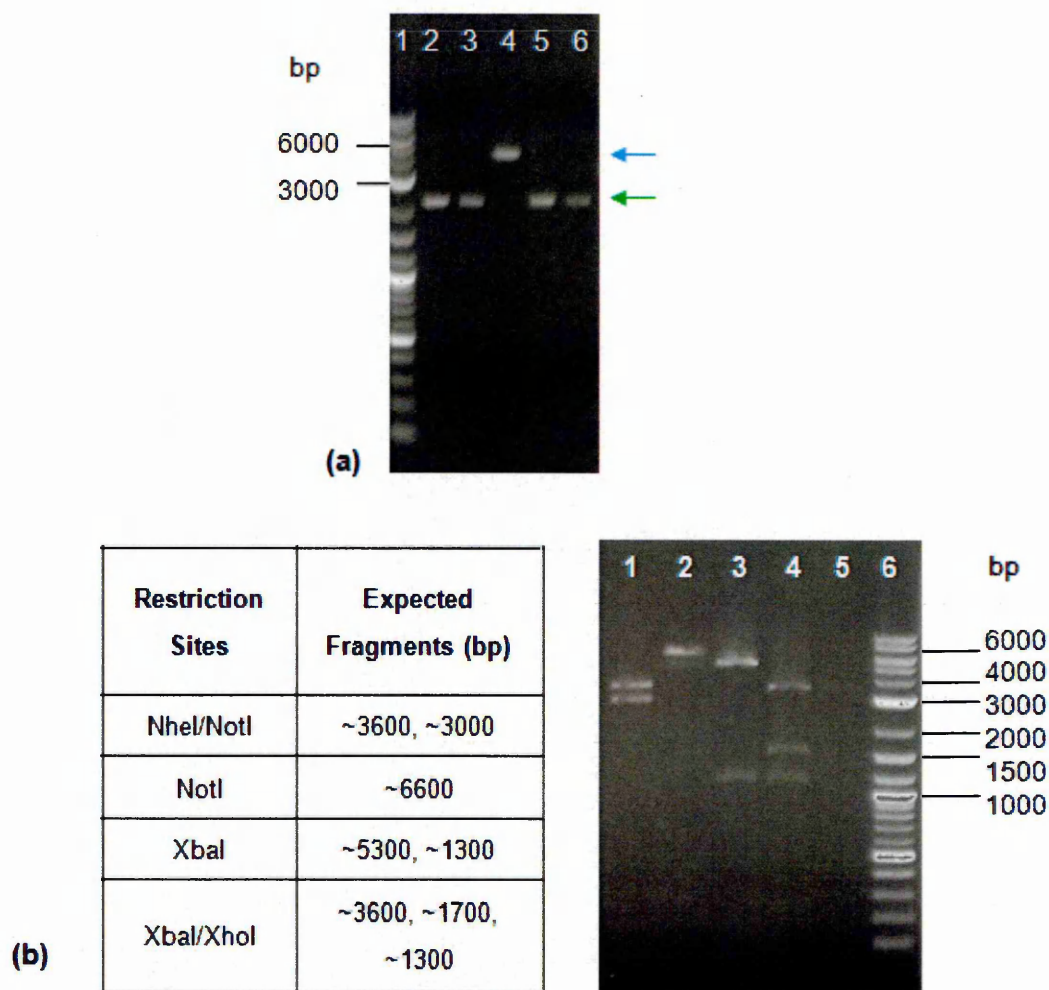 1 2 3 4 5 6
bp
6000
3000
(a)
Restriction Sites
Expected Fragments (bp)
NheI/NotI
~3600, ~3000
NotI
~6600
XbaI
~5300, ~1300
XbaI/XhoI
~3600, ~1700,
~1300
(b)
1 2 3 4 5 6
bp
6000
4000
3000
2000
1500
1000